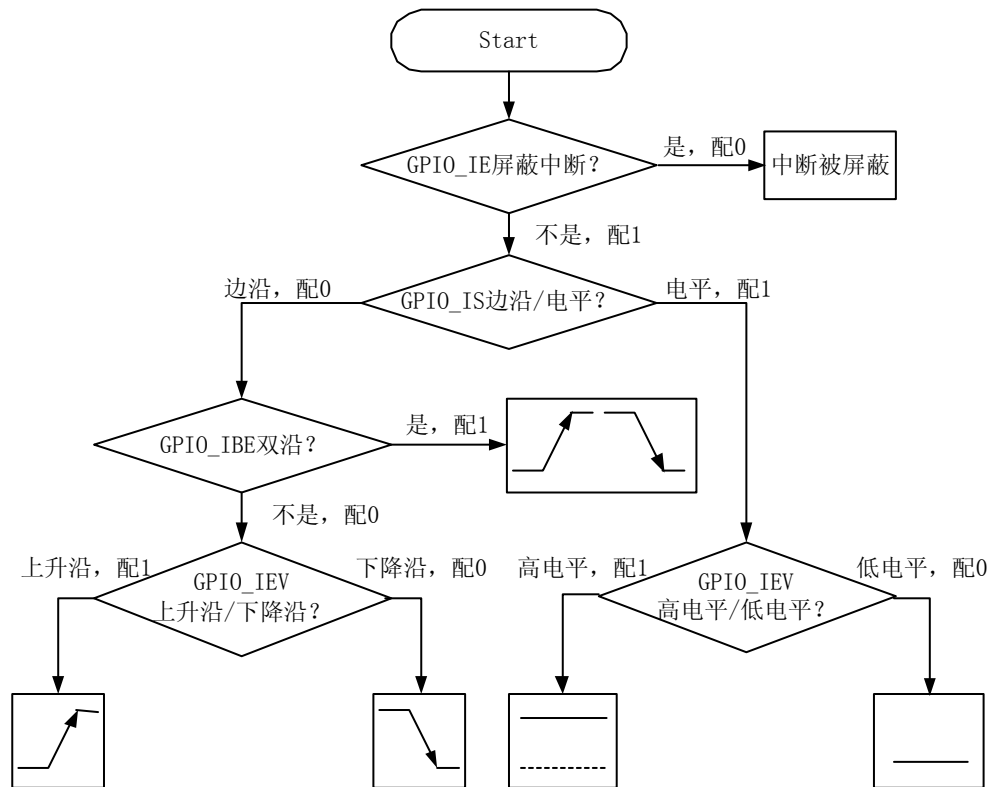 Start
GPIO_IE屏蔽中断？
是，配0
中断被屏蔽
不是，配1
边沿，配0
GPIO_IS边沿/电平？
电平，配1
GPIO_IBE双沿？
是，配1
不是，配0
上升沿，配1
GPIO_IEV
上升沿/下降沿？
下降沿，配0
高电平，配1
GPIO_IEV
高电平/低电平？
低电平，配0